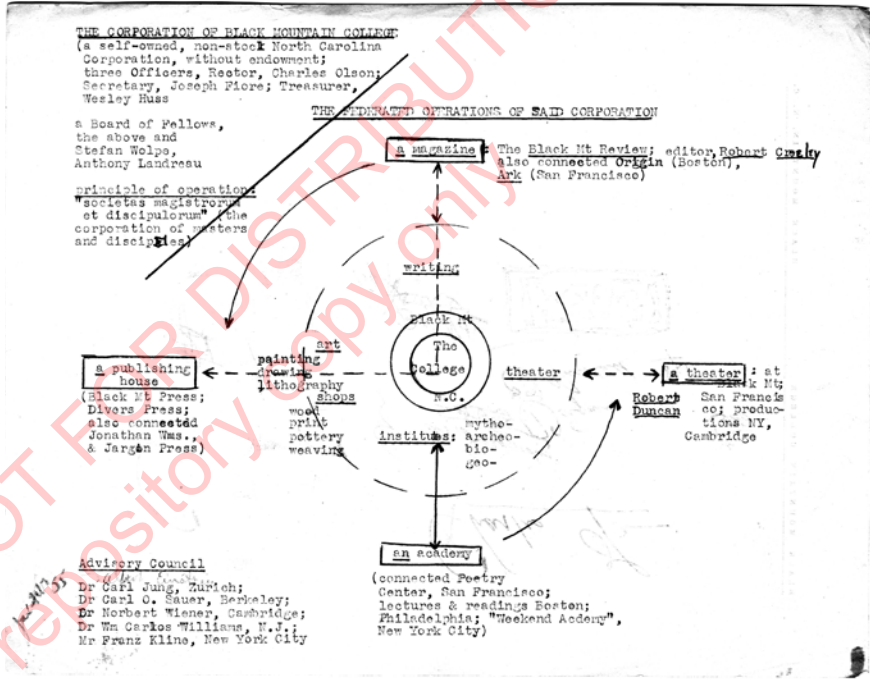 THE CORPORATION OF BLACK MOUNTAIN COLLEGE
(a self-owned, non-stock North Carolina
Corporation, without endowment;
three Officers, Rector, Charles Olson;
Secretary, Joseph Fiore; Treasurer,
Wesley Huss
a Board of Fellows,
the above and
Stefan Wolpe,
Anthony Landreau
principle of operation:
"societas magistrorum
et discipulorum" (the
corporation of masters
and disciples)
THE FEDERATED OPERATIONS OF SAID CORPORATION
a magazine: The Black Mt Review; editor, Robert Creeley
also connected Origin (Boston),
Ark (San Francisco)
writing
Black Mt
The
College
N.C.
art
painting
drawing
lithography
shops
wood
print
pottery
weaving
theater
institutes:
mytho-
archeo-
bio-
geo-
a publishing
house
(Black Mt Press;
Divers Press;
also connected
Jonathan Wms.,
& Jargon Press)
a theater: at
Black Mt;
San Francis
co; produc-
tions NY,
Cambridge
Robert
Duncan
an academy
(connected Poetry
Center, San Francisco;
lectures & readings Boston;
Philadelphia; "Weekend Acdemy",
New York City)
Advisory Council
Dr Carl Jung, Zurich;
Dr Carl O. Sauer, Berkeley;
Dr Norbert Wiener, Cambridge;
Dr Wm Carlos Williams, N.J.;
Mr Franz Kline, New York City
NOT FOR DISTRIBUTION
repository copy only